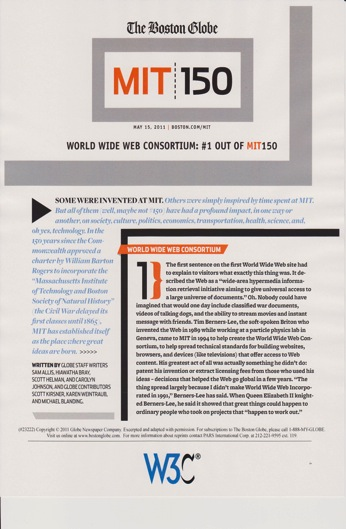 The Boston Globe
MIT 150
MAY 15, 2011 | BOSTON.COM/MIT
WORLD WIDE WEB CONSORTIUM: #1 OUT OF MIT150
SOME WERE INVENTED AT MIT. Others were simply inspired by time spent at MIT.
But all of them (well, maybe not #150) have had a profound impact, in one way or
another, on society, culture, politics, economics, transportation, health, science, and,
oh yes, technology. In the
150 years since the Com-
monwealth approved a
charter by William Barton
Rogers to incorporate the
"Massachusetts Institute
of Technology and Boston
Society of Natural History"
(the Civil War delayed its
first classes until 1865),
MIT has established itself
as the place where great
ideas are born. >>>>>
WRITTEN BY GLOBE STAFF WRITERS
SAM ALLIS, HIAWATHA BRAY,
SCOTT HELMAN, AND CAROLYN
JOHNSON, AND GLOBE CONTRIBUTORS
SCOTT KIRSNER, KAREN WEINTRAUB,
AND MICHAEL BLANDING.
WORLD WIDE WEB CONSORTIUM
1} The first sentence on the first World Wide Web site had
to explain to visitors what exactly this thing was. It de-
scribed the Web as a "wide-area hypermedia informa-
tion retrieval initiative aiming to give universal access to
a large universe of documents." Oh. Nobody could have
imagined that would one day include classified war documents,
videos of talking dogs, and the ability to stream movies and instant
message with friends. Tim Berners-Lee, the soft-spoken Briton who
invented the Web in 1989 while working at a particle physics lab in
Geneva, came to MIT in 1994 to help create the World Wide Web Con-
sortium, to help spread technical standards for building websites,
browsers, and devices (like televisions) that offer access to Web
content. His greatest act of all was actually something he didn't do:
patent his invention or extract licensing fees from those who used his
ideas - decisions that helped the Web go global in a few years. "The
thing spread largely because I didn't make World Wide Web Incorpo-
rated in 1991," Berners-Lee has said. When Queen Elizabeth II knight-
ed Berners-Lee, he said it showed that great things could happen to
ordinary people who took on projects that "happen to work out."
(#23222) Copyright © 2011 Globe Newspaper Company. Excerpted and adapted with permission. For subscriptions to The Boston Globe, please call 1-888-MY-GLOBE.
Visit us online at www.bostonglobe.com. For more information about reprints contact PARS International Corp. at 212-221-9595 ext. 210.
W3C®